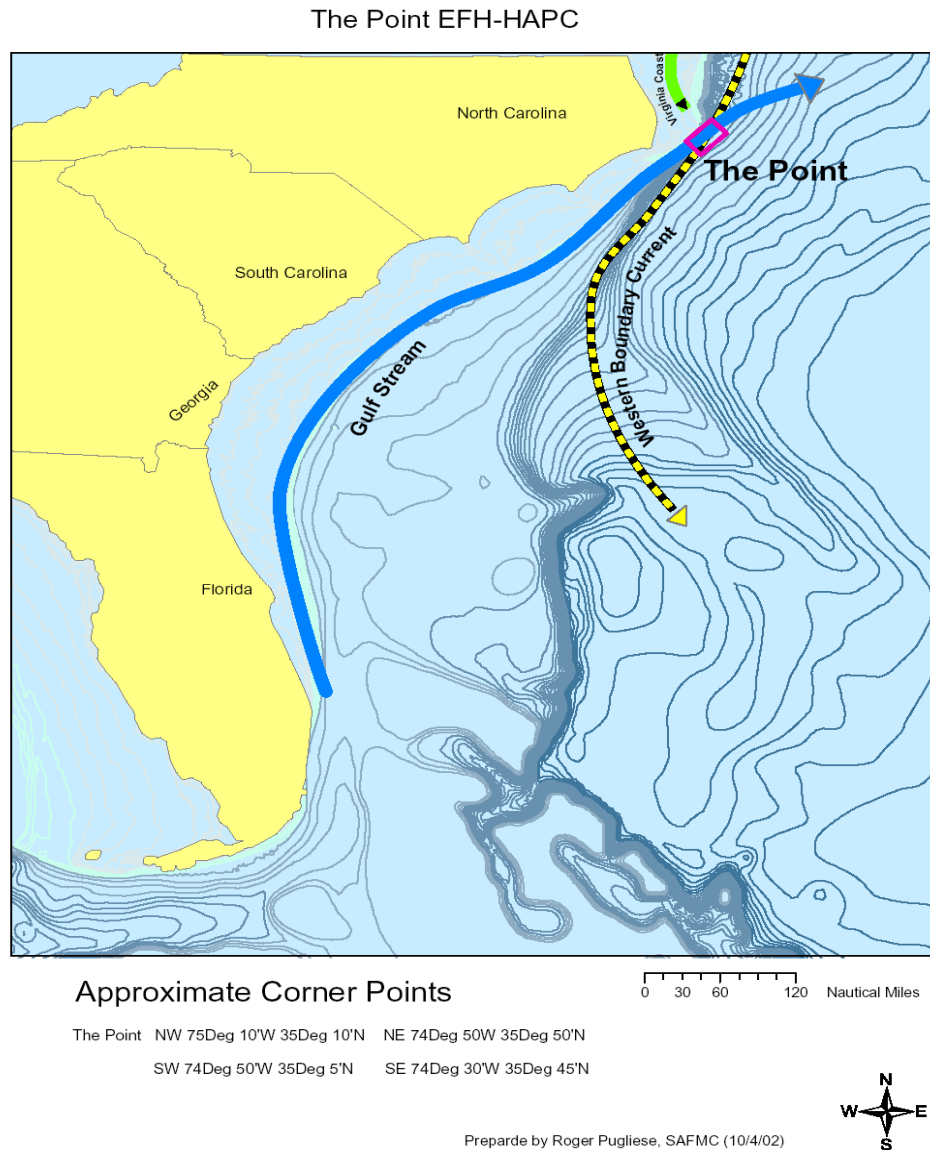 The Point EFH-HAPC
Virginia Coast
North Carolina
The Point
South Carolina
Western Boundary Current
Gulf Stream
Georgia
Florida
Approximate Corner Points
0 30 60 120 Nautical Miles
The Point NW 75Deg 10'W 35Deg 10'N NE 74Deg 50W 35Deg 50'N
SW 74Deg 50'W 35Deg 5'N SE 74Deg 30'W 35Deg 45'N
N
W E
S
Preparde by Roger Pugliese, SAFMC (10/4/02)